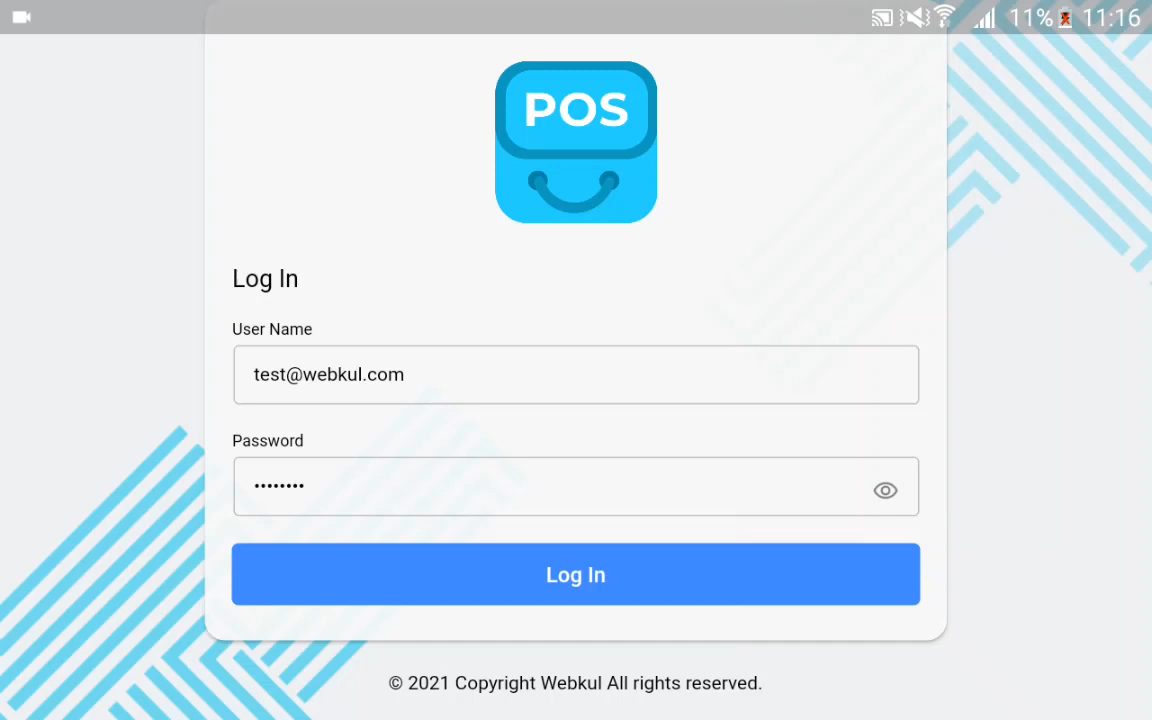 11% 11:16
POS
Log In
User Name
test@webkul.com
Password
••••••••
Log In
© 2021 Copyright Webkul All rights reserved.